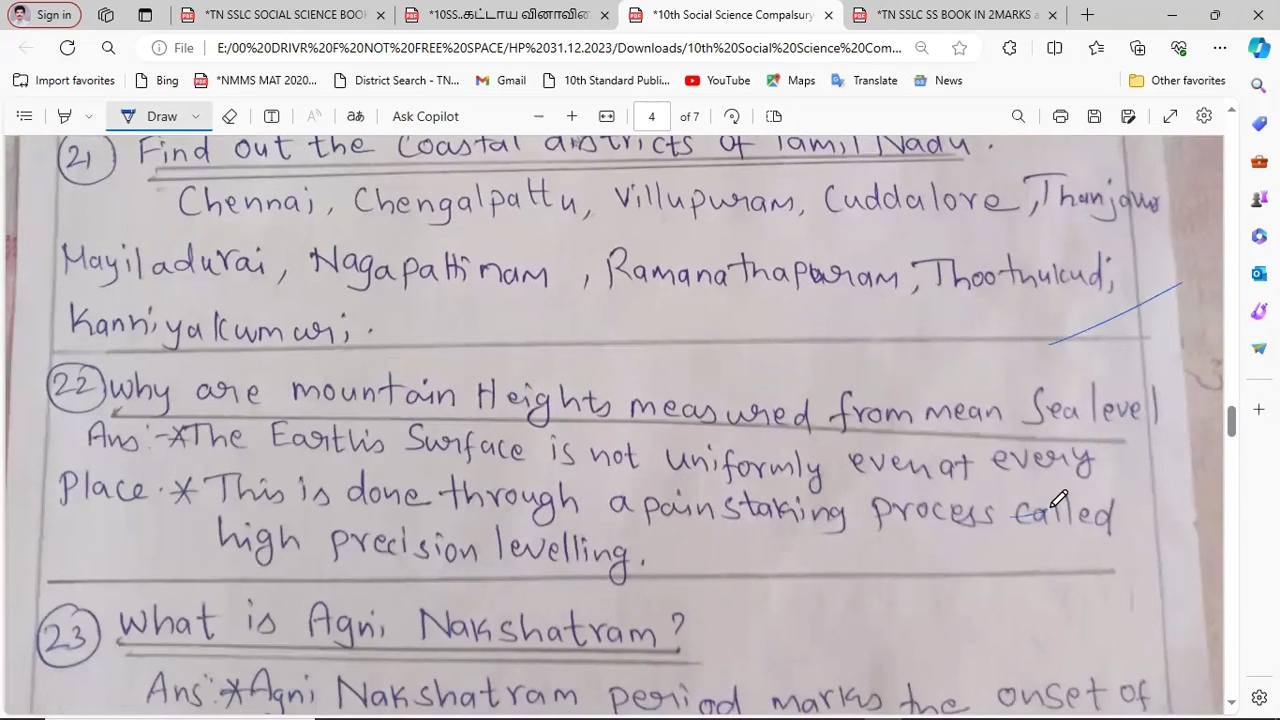 Sign in
*TN SSLC SOCIAL SCIENCE BOO
*10SS.கட்டாய வினாவின
*10th Social Science Compalsury
*TN SSLC SS BOOK IN 2MARKS a
File E:/00%20DRIVR%20F%20NOT%20FREE%20SPACE/HP%2031.12.2023/Downloads/10th%20Social%20Science%20Com...
Import favorites Bing *NMMS MAT 2020... District Search - TN... Gmail 10th Standard Publi... YouTube Maps Translate News Other favorites
Draw aあ Ask Copilot 4 of 7
21 Find out the Coastal districts of Tamil Nadu.
Chennai, Chengalpattu, Villupuram, Cuddalore, Thanjavur
Mayiladurai, Nagapattinam, Ramanathapuram, Thoothukudi,
Kanniyakumari.
22 Why are mountain Heights measured from mean Sea level
Ans:- *The Earth's Surface is not uniformly even at every
Place. * This is done through a painstaking process called
high precision levelling.
23 What is Agni Nakshatram?
Ans: *Agni Nakshatram period marks the onset of